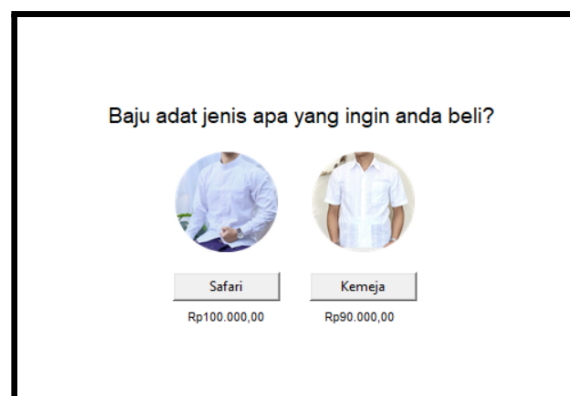 Baju adat jenis apa yang ingin anda beli?
Safari
Kemeja
Rp100.000,00
Rp90.000,00